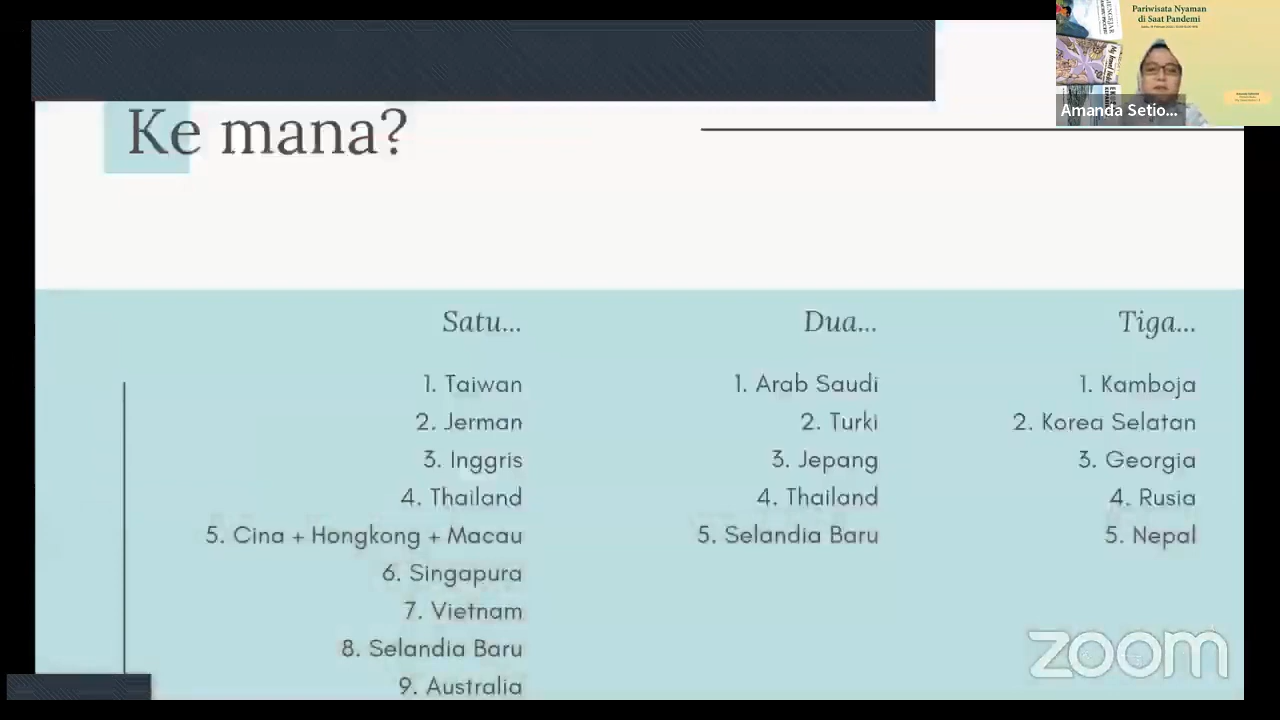 Ke mana?
Satu...
1. Taiwan
2. Jerman
3. Inggris
4. Thailand
5. Cina + Hongkong + Macau
6. Singapura
7. Vietnam
8. Selandia Baru
9. Australia
Dua...
1. Arab Saudi
2. Turki
3. Jepang
4. Thailand
5. Selandia Baru
Tiga...
1. Kamboja
2. Korea Selatan
3. Georgia
4. Rusia
5. Nepal
Pariwisata Nyaman
di Saat Pandemi
Amanda Setio...
zoom